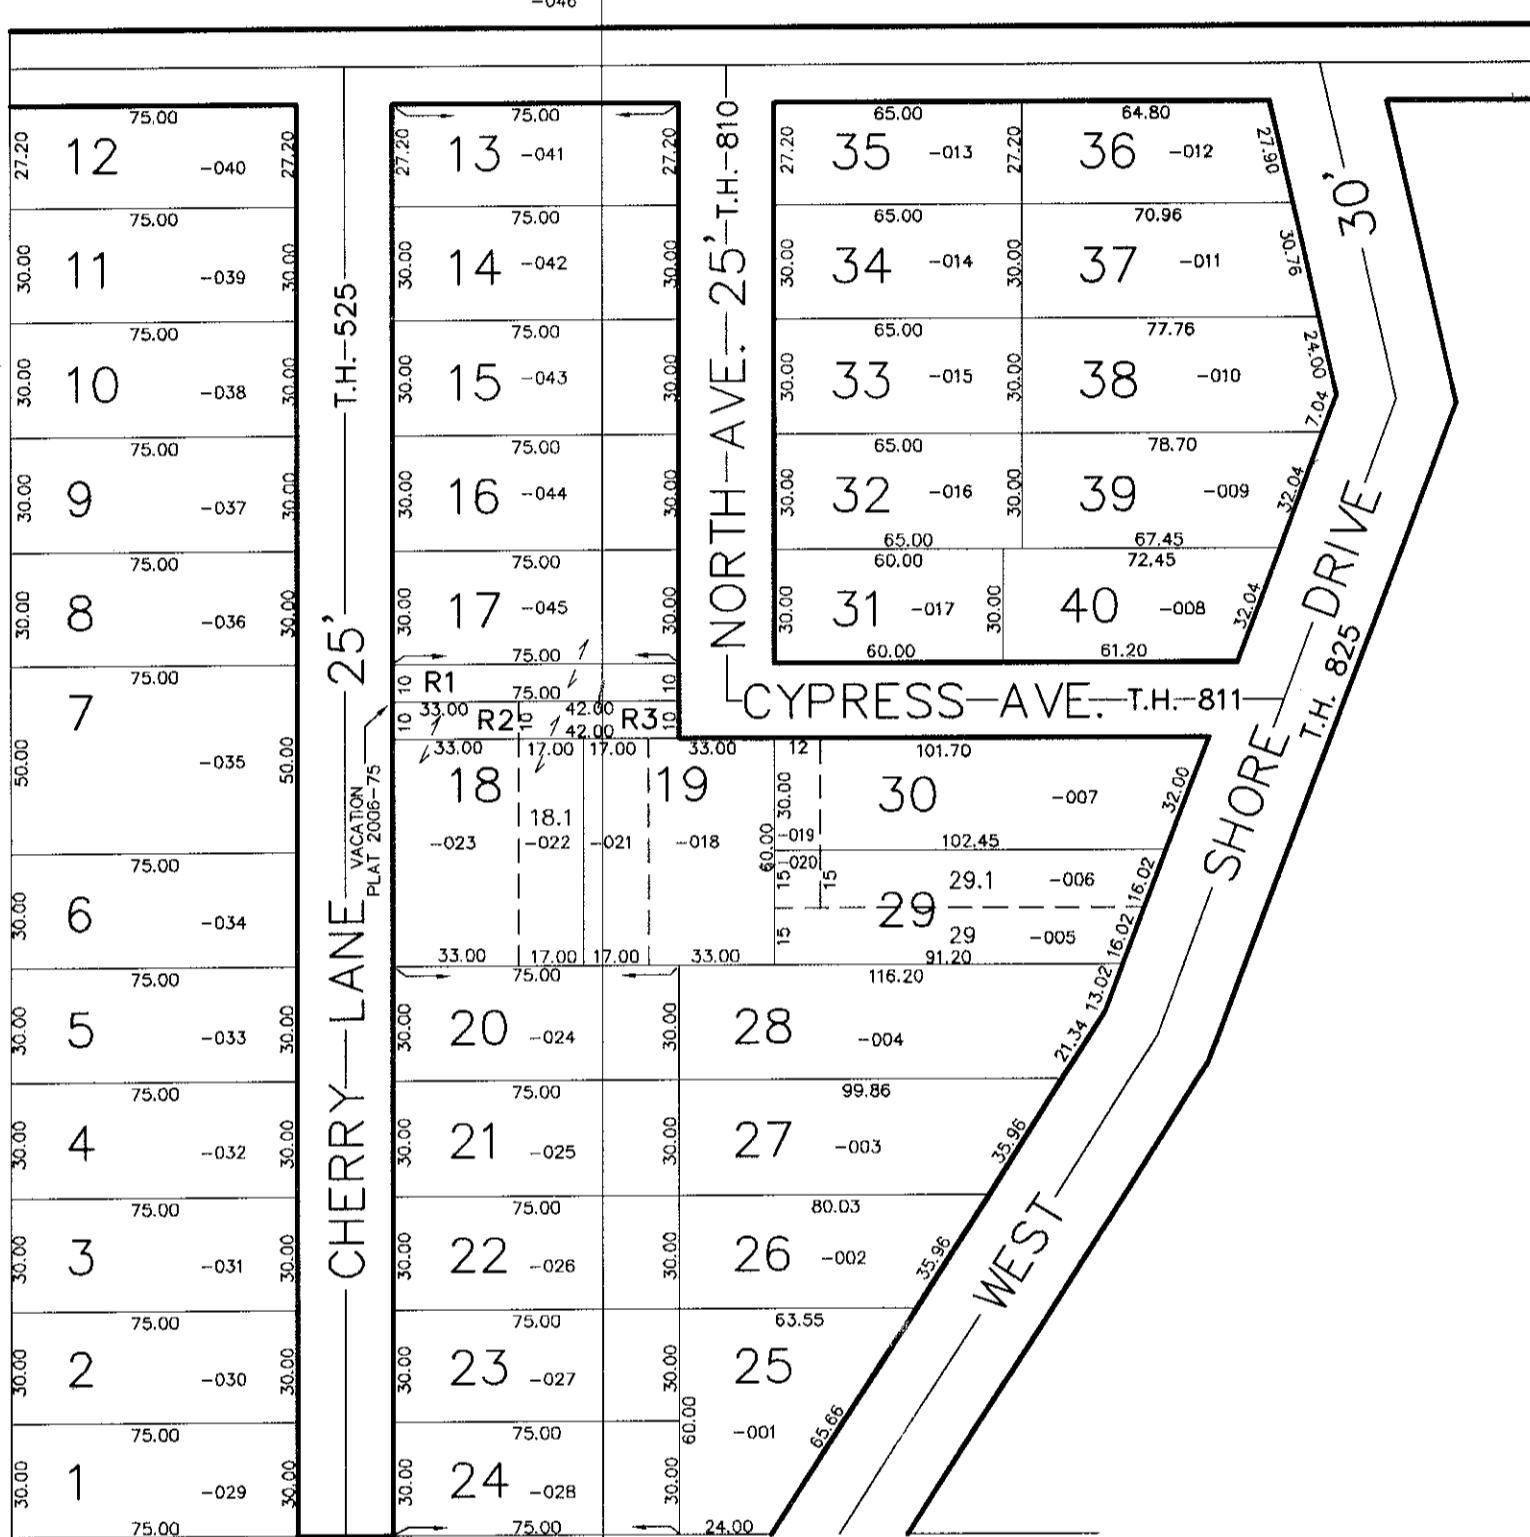 -046
75.00
27.20 12 -040 27.20
75.00
30.00 11 -039 30.00
75.00
30.00 10 -038 30.00
75.00
30.00 9 -037 30.00
75.00
30.00 8 -036 30.00
75.00
7
50.00 -035 50.00
75.00
30.00 6 -034
75.00
30.00 5 -033 30.00
75.00
30.00 4 -032 30.00
75.00
30.00 3 -031 30.00
75.00
30.00 2 -030 30.00
75.00
30.00 1 -029 30.00
75.00
CHERRY LANE 25' T.H. 525
VACATION
PLAT 2006-75
75.00
27.20 13 -041 27.20
75.00
30.00 14 -042 30.00
75.00
30.00 15 -043 30.00
75.00
30.00 16 -044 30.00
75.00
30.00 17 -045 30.00
75.00
10 R1 10
75.00
33.00 42.00
10 R2 10 R3 10
42.00
33.00 17.00 17.00 33.00
18 19
18.1
-023 -022 -021 -018 60.00
33.00 17.00 17.00 33.00
75.00
30.00 20 -024 30.00
75.00
30.00 21 -025 30.00
75.00
30.00 22 -026 30.00
75.00
30.00 23 -027 30.00
75.00
30.00 24 -028 30.00
75.00
NORTH AVE. 25' T.H. 810
65.00 64.80
27.20 35 -013 27.20 36 -012 27.90
65.00 70.96
30.00 34 -014 30.00 37 -011 30.76
65.00 77.76
30.00 33 -015 30.00 38 -010 24.00
7.04
65.00 78.70
30.00 32 -016 30.00 39 -009 32.04
65.00 67.45
60.00 72.45
30.00 31 -017 30.00 40 -008 32.04
60.00 61.20
CYPRESS AVE. T.H. 811
12 101.70
30.00 30 -007 32.00
-019 102.45
-020 29.1 -006 16.02
15 15
29
15 29 -005 16.02
91.20
116.20
13.02
28 -004 21.34
99.86
27 -003 35.96
80.03
26 -002 35.96
63.55
25
60.00 -001 65.66
24.00
WEST SHORE DRIVE 30'
T.H. 825